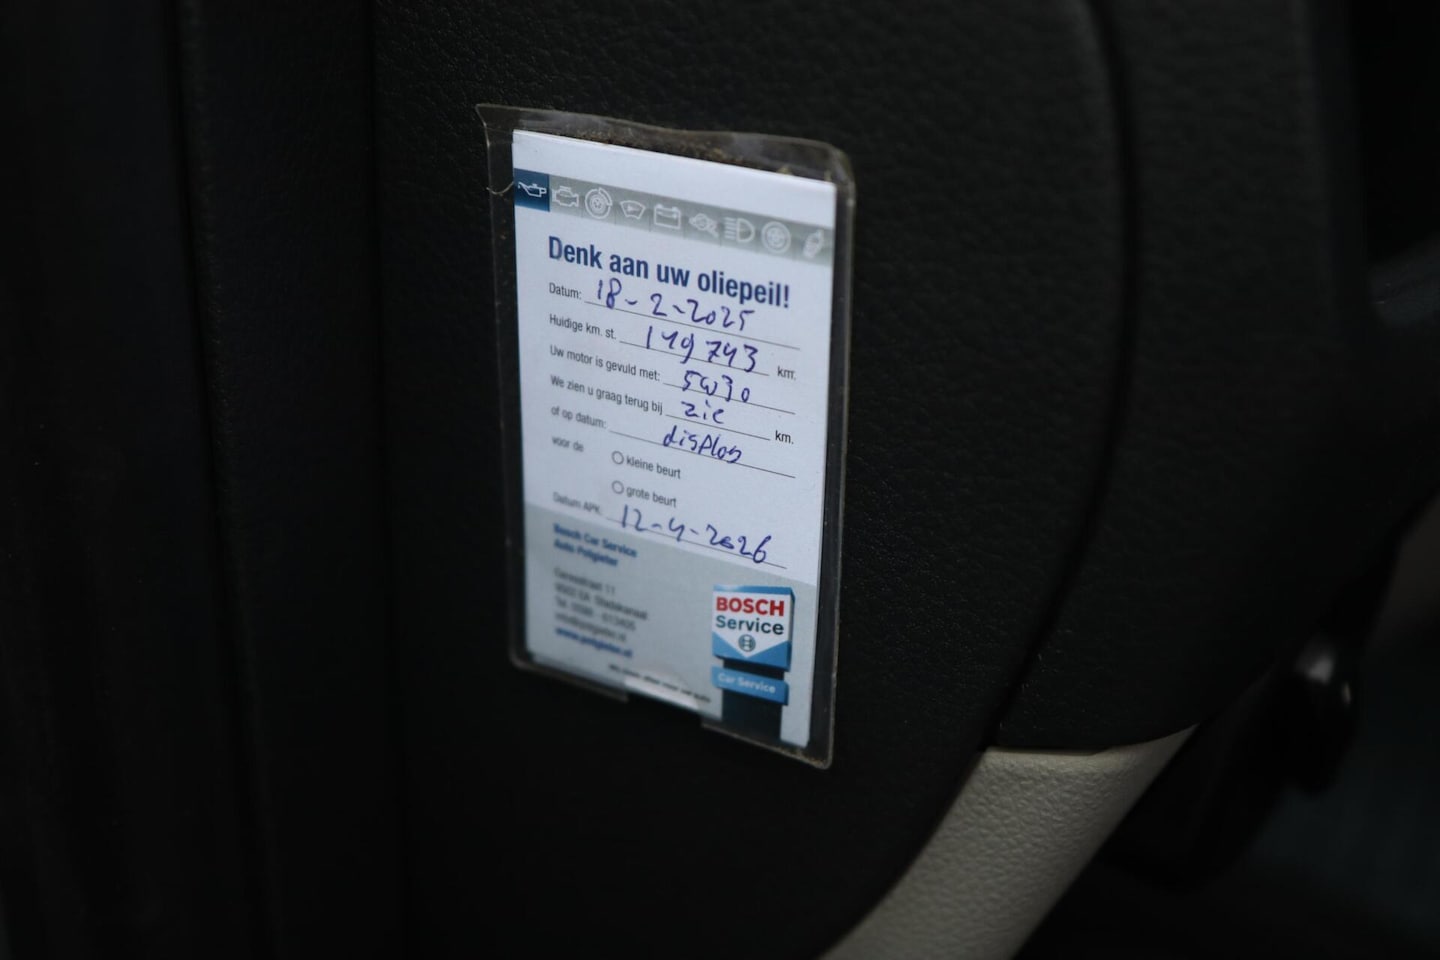 Denk aan uw oliepeil!
Datum: 18-2-2025
Huidige km. st. 149743 km.
Uw motor is gevuld met: 5W30
We zien u graag terug bij zie km.
of op datum: display
voor de kleine beurt
grote beurt
Datum APK: 12-4-2026
Bosch Car Service
Auto Potgieter
BOSCH
Service
Car Service